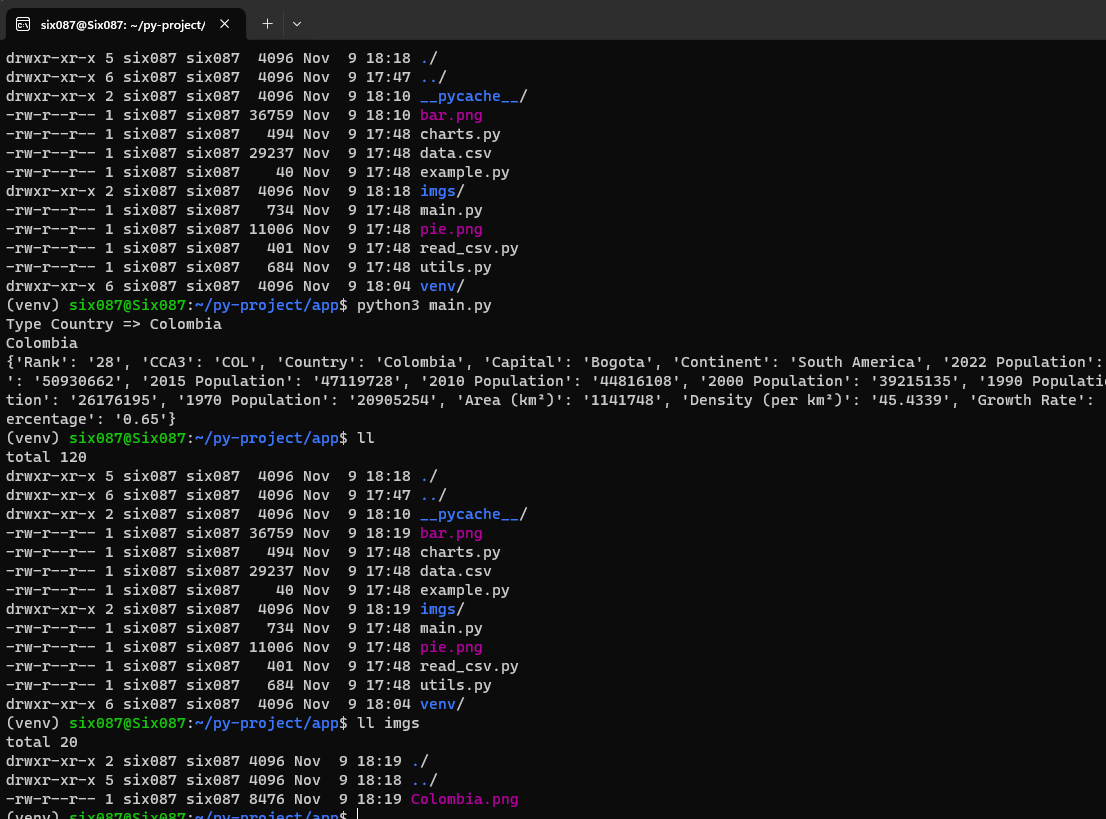 six087@Six087: ~/py-project/
drwxr-xr-x 5 six087 six087  4096 Nov  9 18:18 ./
drwxr-xr-x 6 six087 six087  4096 Nov  9 17:47 ../
drwxr-xr-x 2 six087 six087  4096 Nov  9 18:10 __pycache__/
-rw-r--r-- 1 six087 six087 36759 Nov  9 18:10 bar.png
-rw-r--r-- 1 six087 six087   494 Nov  9 17:48 charts.py
-rw-r--r-- 1 six087 six087 29237 Nov  9 17:48 data.csv
-rw-r--r-- 1 six087 six087    40 Nov  9 17:48 example.py
drwxr-xr-x 2 six087 six087  4096 Nov  9 18:18 imgs/
-rw-r--r-- 1 six087 six087   734 Nov  9 17:48 main.py
-rw-r--r-- 1 six087 six087 11006 Nov  9 17:48 pie.png
-rw-r--r-- 1 six087 six087   401 Nov  9 17:48 read_csv.py
-rw-r--r-- 1 six087 six087   684 Nov  9 17:48 utils.py
drwxr-xr-x 6 six087 six087  4096 Nov  9 18:04 venv/
(venv) six087@Six087:~/py-project/app$ python3 main.py
Type Country => Colombia
Colombia
{'Rank': '28', 'CCA3': 'COL', 'Country': 'Colombia', 'Capital': 'Bogota', 'Continent': 'South America', '2022 Population':
': '50930662', '2015 Population': '47119728', '2010 Population': '44816108', '2000 Population': '39215135', '1990 Populatio
tion': '26176195', '1970 Population': '20905254', 'Area (km²)': '1141748', 'Density (per km²)': '45.4339', 'Growth Rate':
ercentage': '0.65'}
(venv) six087@Six087:~/py-project/app$ ll
total 120
drwxr-xr-x 5 six087 six087  4096 Nov  9 18:18 ./
drwxr-xr-x 6 six087 six087  4096 Nov  9 17:47 ../
drwxr-xr-x 2 six087 six087  4096 Nov  9 18:10 __pycache__/
-rw-r--r-- 1 six087 six087 36759 Nov  9 18:19 bar.png
-rw-r--r-- 1 six087 six087   494 Nov  9 17:48 charts.py
-rw-r--r-- 1 six087 six087 29237 Nov  9 17:48 data.csv
-rw-r--r-- 1 six087 six087    40 Nov  9 17:48 example.py
drwxr-xr-x 2 six087 six087  4096 Nov  9 18:19 imgs/
-rw-r--r-- 1 six087 six087   734 Nov  9 17:48 main.py
-rw-r--r-- 1 six087 six087 11006 Nov  9 17:48 pie.png
-rw-r--r-- 1 six087 six087   401 Nov  9 17:48 read_csv.py
-rw-r--r-- 1 six087 six087   684 Nov  9 17:48 utils.py
drwxr-xr-x 6 six087 six087  4096 Nov  9 18:04 venv/
(venv) six087@Six087:~/py-project/app$ ll imgs
total 20
drwxr-xr-x 2 six087 six087 4096 Nov  9 18:19 ./
drwxr-xr-x 5 six087 six087 4096 Nov  9 18:18 ../
-rw-r--r-- 1 six087 six087 8476 Nov  9 18:19 Colombia.png
(venv) six087@Six087:~/py-project/app$